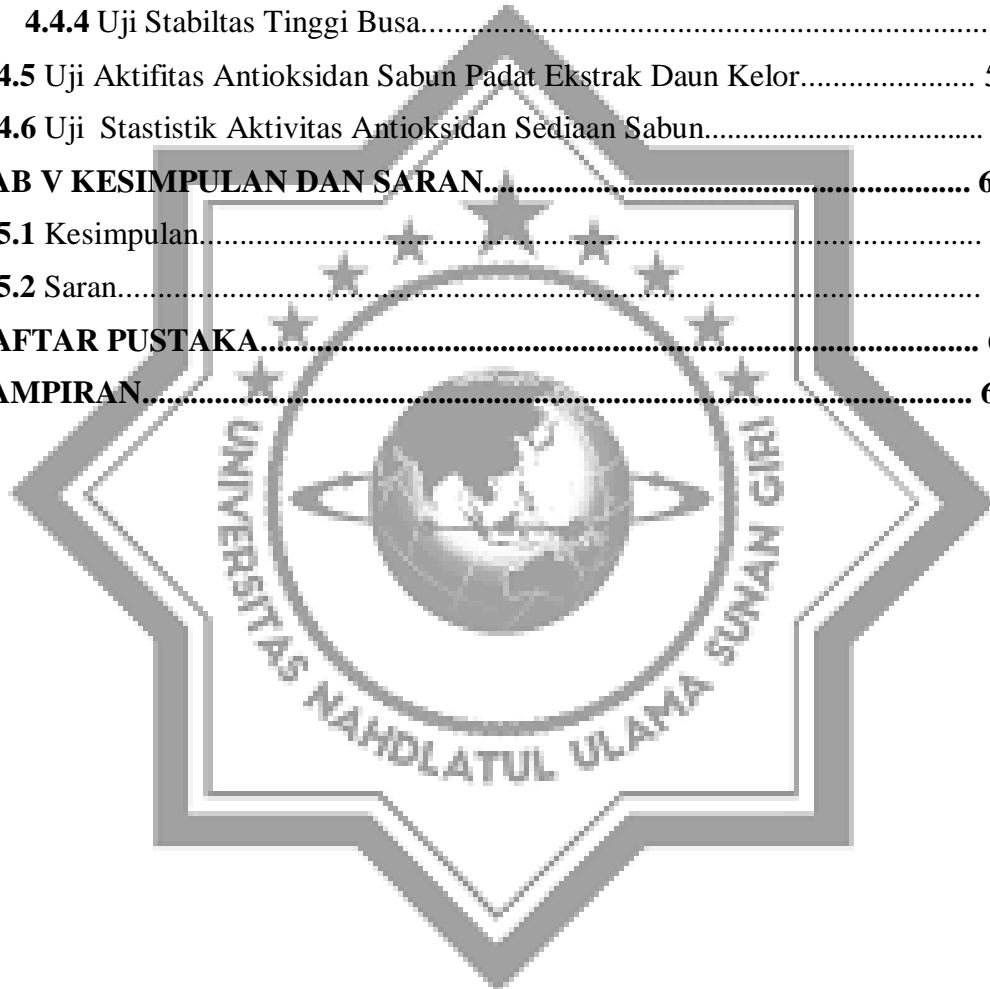 4.4.4 Uji Stabiltas Tinggi Busa
4.5 Uji Aktifitas Antioksidan Sabun Padat Ekstrak Daun Kelor
4.6 Uji Stastistik Aktivitas Antioksidan Sediaan Sabun
AB V KESIMPULAN DAN SARAN
5.1 Kesimpulan
5.2 Saran
AFTAR PUSTAKA
AMPIRAN
UNIVERSITAS NAHDLATUL ULAMA SUNAN GIRI